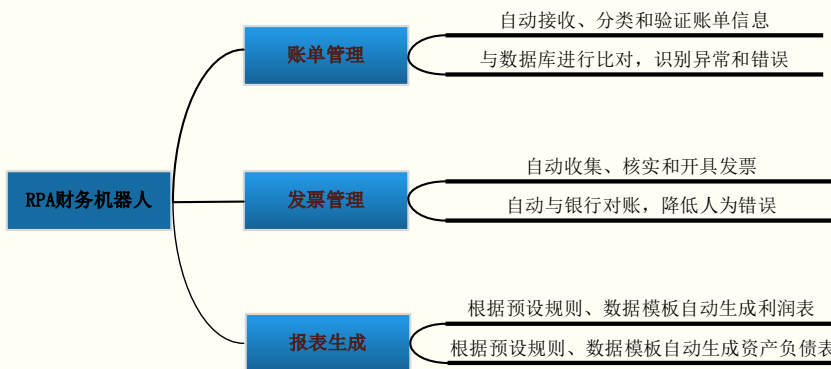 RPA财务机器人
账单管理
自动接收、分类和验证账单信息
与数据库进行比对，识别异常和错误
发票管理
自动收集、核实和开具发票
自动与银行对账，降低人为错误
报表生成
根据预设规则、数据模板自动生成利润表
根据预设规则、数据模板自动生成资产负债表